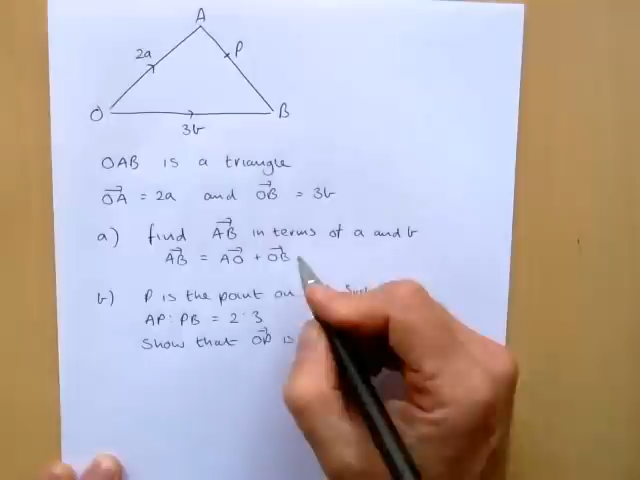 A
2a
P
O
B
3b
OAB is a triangle
OA = 2a and OB = 3b
a) find AB in terms of a and b
AB = AO + OB
b) P is the point on
AP : PB = 2 : 3
Show that OP is